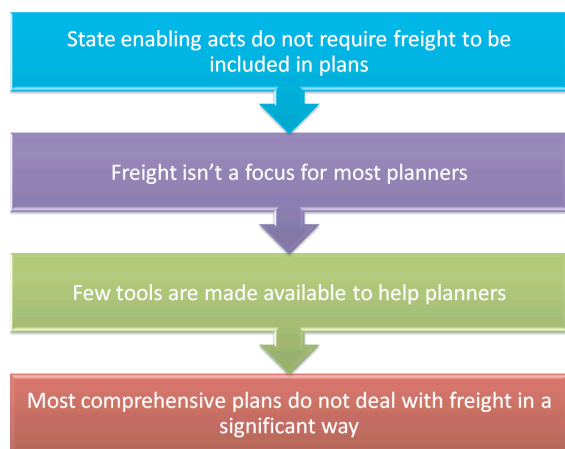 State enabling acts do not require freight to be
included in plans
Freight isn’t a focus for most planners
Few tools are made available to help planners
Most comprehensive plans do not deal with freight in a
significant way